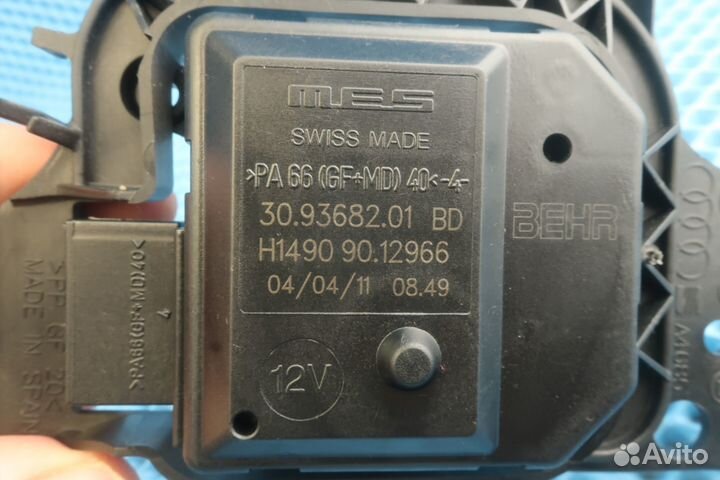 MES
SWISS MADE
>PA 66 (GF+MD) 40< -4-
30.93682.01 BD
H1490 90.12966
04/04/11 08.49
12V
BEHR
>PA66(GF+MD)40<
4
>PP GF 20<
MADE IN SPAIN
Avito